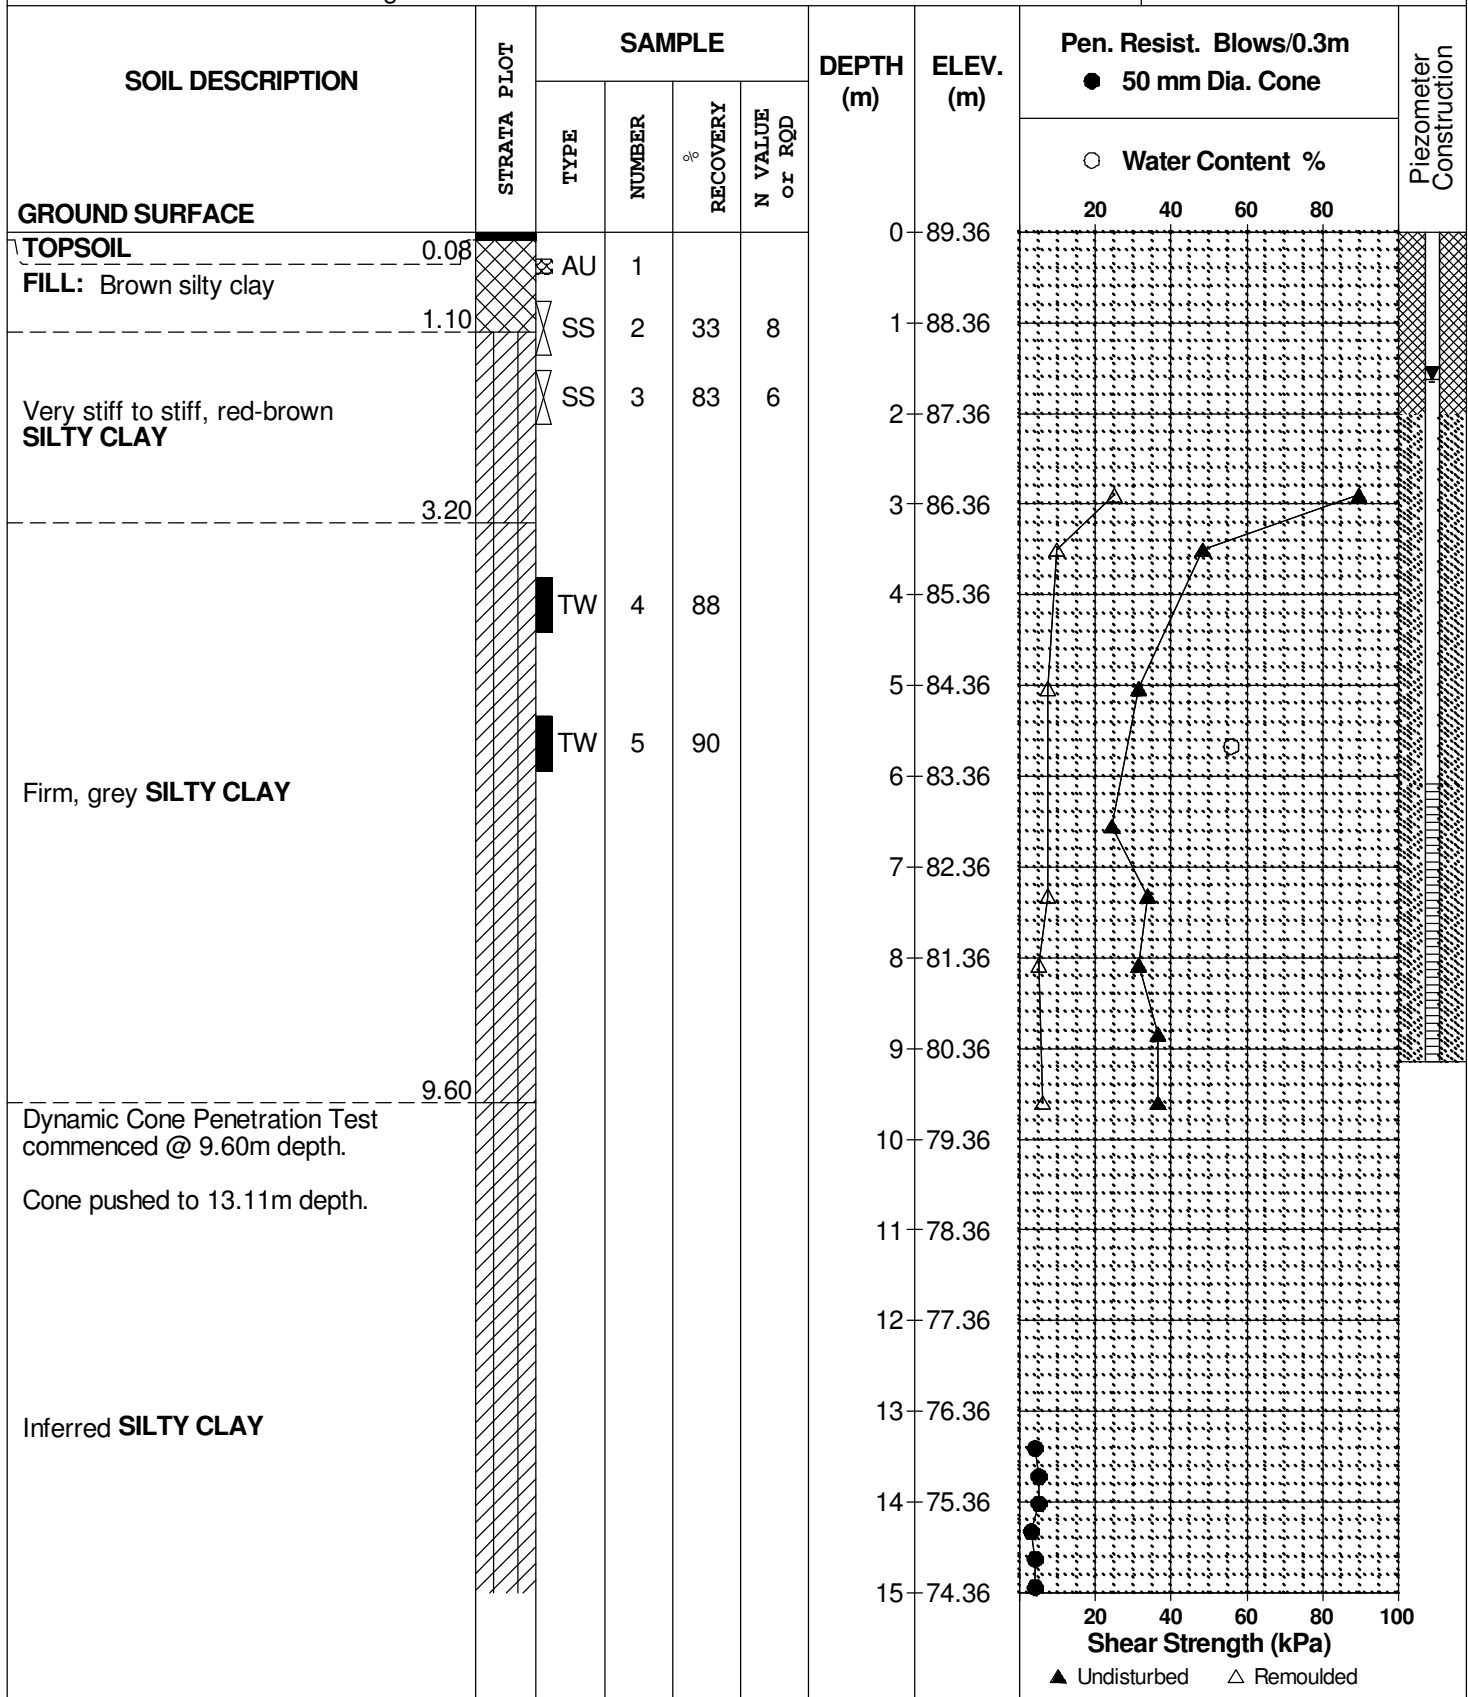 SOIL DESCRIPTION
STRATA PLOT
SAMPLE
TYPE
NUMBER
% RECOVERY
N VALUE or RQD
DEPTH (m)
ELEV. (m)
Pen. Resist. Blows/0.3m
● 50 mm Dia. Cone
○ Water Content %
Piezometer Construction
GROUND SURFACE
20 40 60 80
0 89.36
TOPSOIL 0.08
AU 1
FILL: Brown silty clay
1.10
SS 2 33 8
1 88.36
SS 3 83 6
Very stiff to stiff, red-brown
SILTY CLAY
2 87.36
3 86.36
3.20
TW 4 88
4 85.36
5 84.36
TW 5 90
6 83.36
Firm, grey SILTY CLAY
7 82.36
8 81.36
9 80.36
9.60
Dynamic Cone Penetration Test
commenced @ 9.60m depth.
10 79.36
Cone pushed to 13.11m depth.
11 78.36
12 77.36
13 76.36
Inferred SILTY CLAY
14 75.36
15 74.36
20 40 60 80 100
Shear Strength (kPa)
▲ Undisturbed △ Remoulded